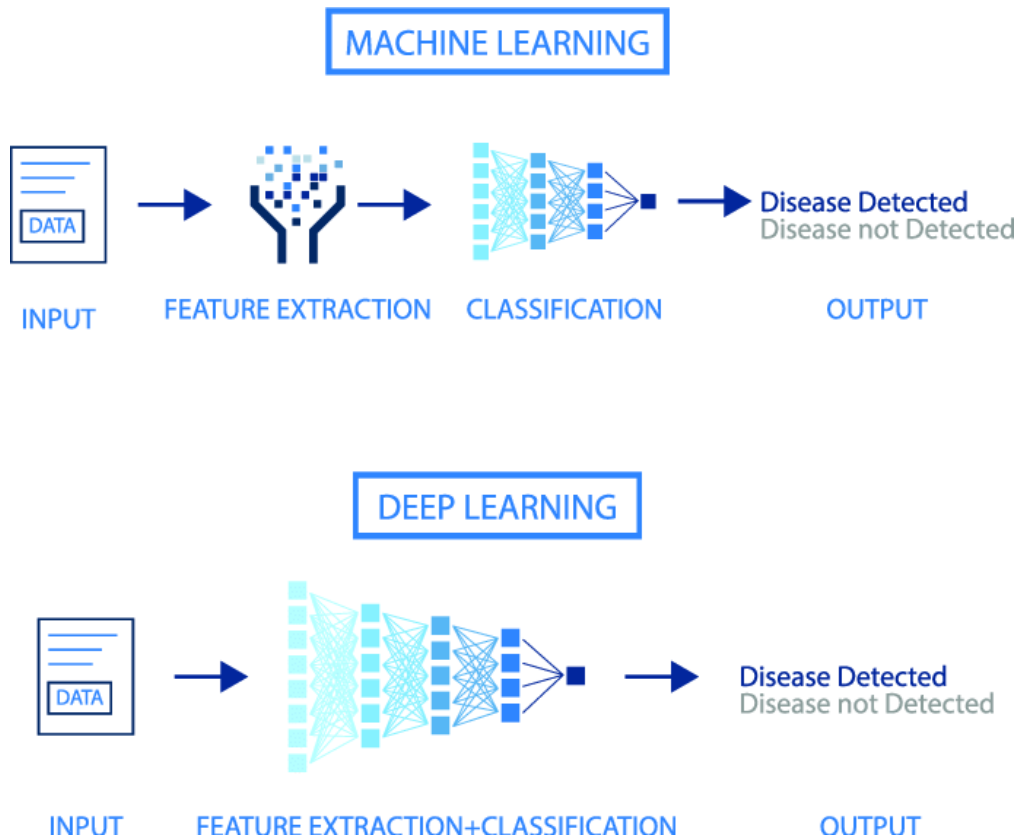 MACHINE LEARNING
DATA
Disease Detected
Disease not Detected
INPUT
FEATURE EXTRACTION
CLASSIFICATION
OUTPUT
DEEP LEARNING
DATA
Disease Detected
Disease not Detected
INPUT
FEATURE EXTRACTION+CLASSIFICATION
OUTPUT